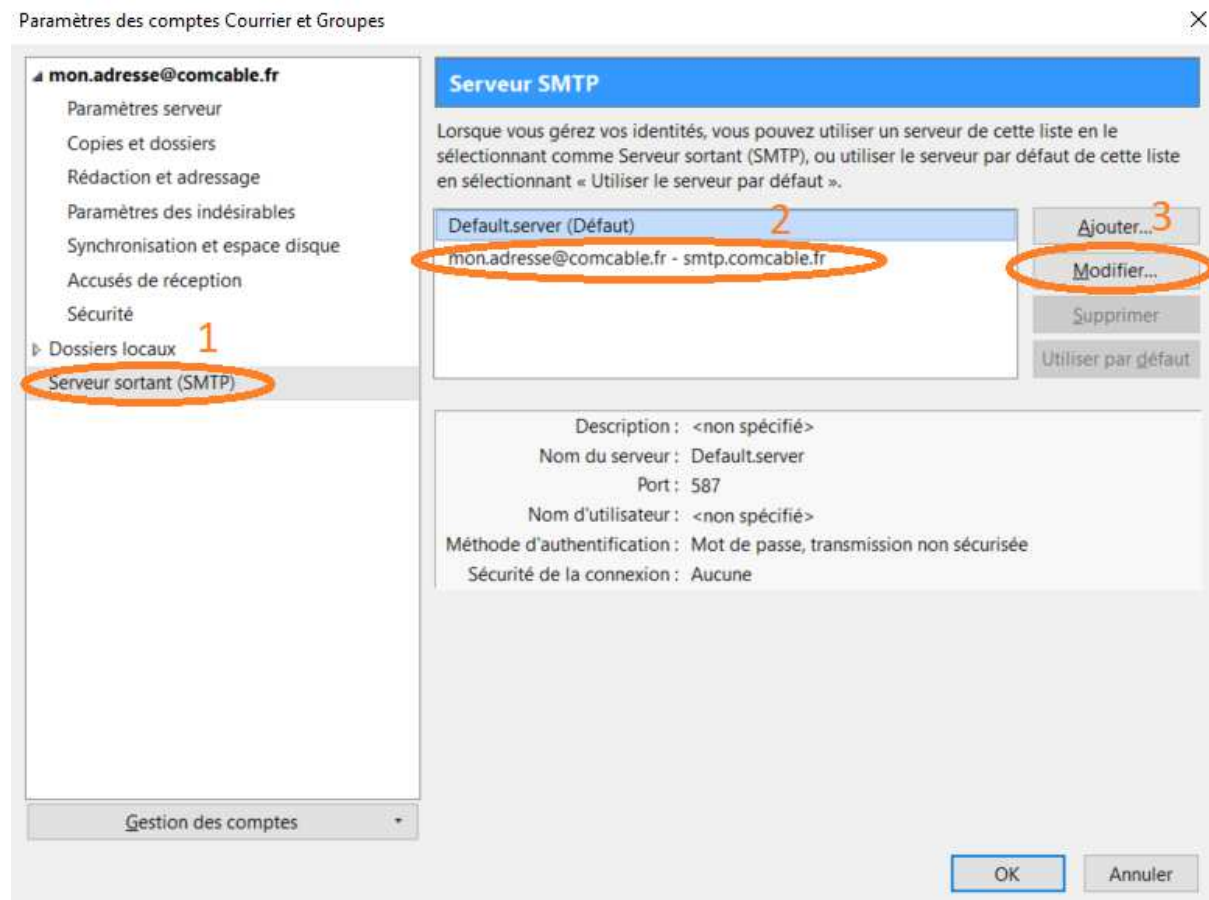 Paramètres des comptes Courrier et Groupes
mon.adresse@comcable.fr
Paramètres serveur
Copies et dossiers
Rédaction et adressage
Paramètres des indésirables
Synchronisation et espace disque
Accusés de réception
Sécurité
Dossiers locaux
1
Serveur sortant (SMTP)
Gestion des comptes
Serveur SMTP
Lorsque vous gérez vos identités, vous pouvez utiliser un serveur de cette liste en le
sélectionnant comme Serveur sortant (SMTP), ou utiliser le serveur par défaut de cette liste
en sélectionnant « Utiliser le serveur par défaut ».
Default.server (Défaut)
2
mon.adresse@comcable.fr - smtp.comcable.fr
Ajouter...
3
Modifier...
Supprimer
Utiliser par défaut
Description : <non spécifié>
Nom du serveur : Default.server
Port : 587
Nom d'utilisateur : <non spécifié>
Méthode d'authentification : Mot de passe, transmission non sécurisée
Sécurité de la connexion : Aucune
OK
Annuler